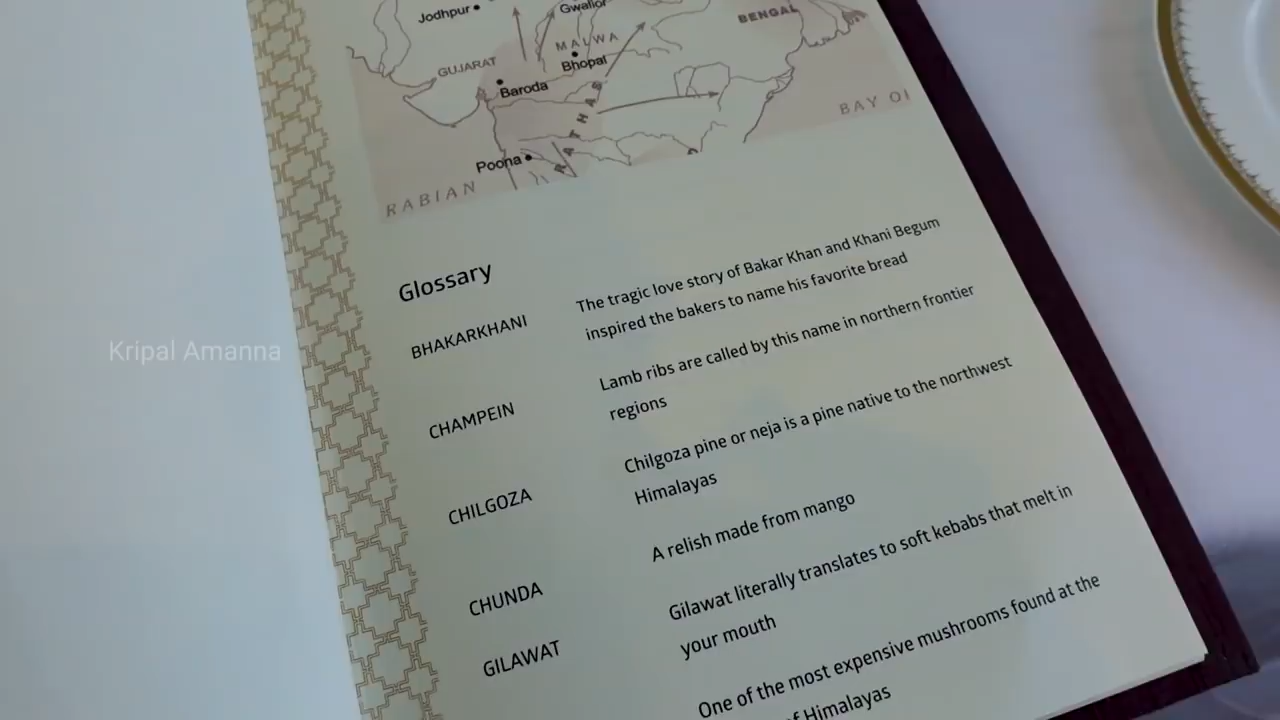 Jodhpur
Gwalior
MALWA
BENGAL
GUJARAT
Bhopal
Baroda
BAY
Poona
RABIAN
Glossary
BHAKARKHANI
The tragic love story of Bakar Khan and Khani Begum
inspired the bakers to name his favorite bread
CHAMPEIN
Lamb ribs are called by this name in northern frontier
regions
CHILGOZA
Chilgoza pine or neja is a pine native to the northwest
Himalayas
CHUNDA
A relish made from mango
GILAWAT
Gilawat literally translates to soft kebabs that melt in
your mouth
One of the most expensive mushrooms found at the
of Himalayas
Kripal Amanna